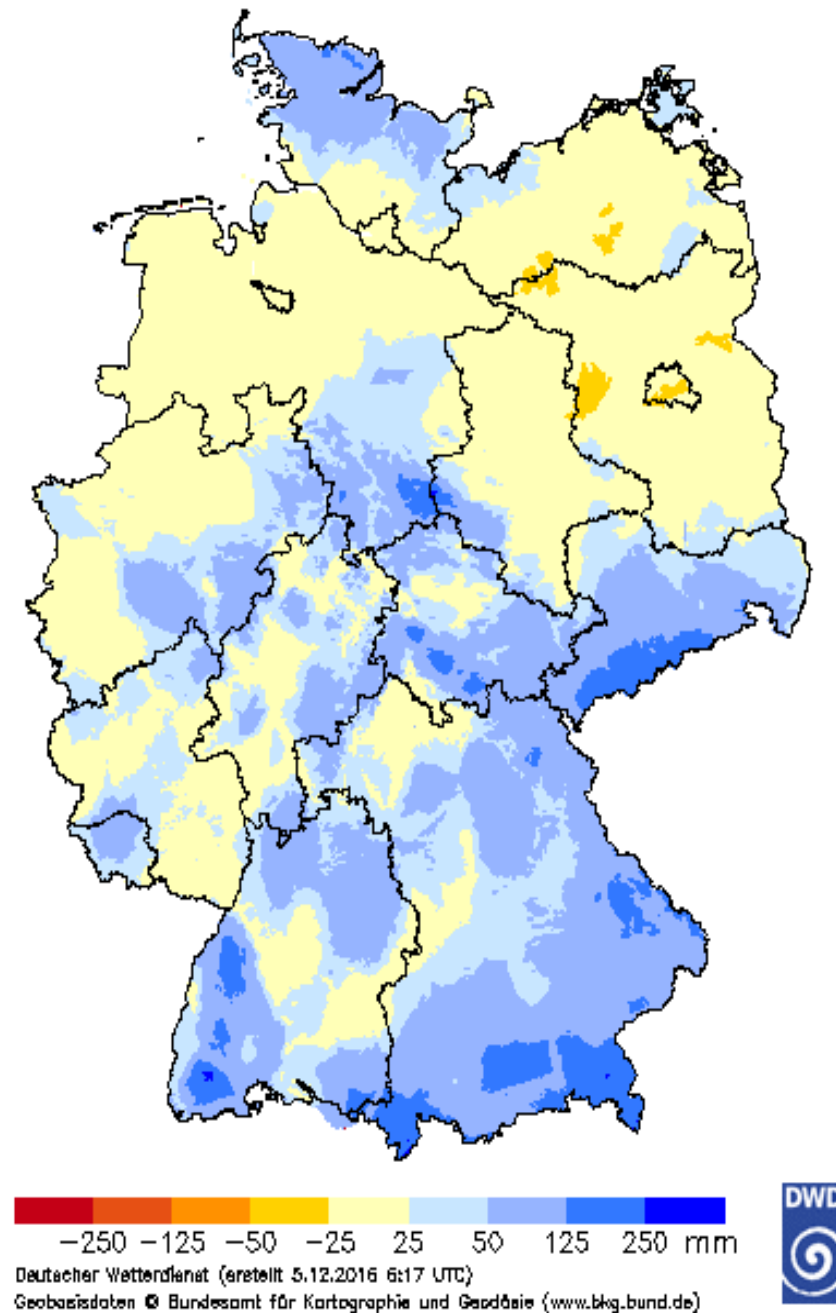 DWD
-250 -125 -50 -25 25 50 125 250 mm
Deutscher Wetterdienst (erstellt 5.12.2016 6:17 UTC)
Geobasisdaten © Bundesamt für Kartographie und Geodäsie (www.bkg.bund.de)